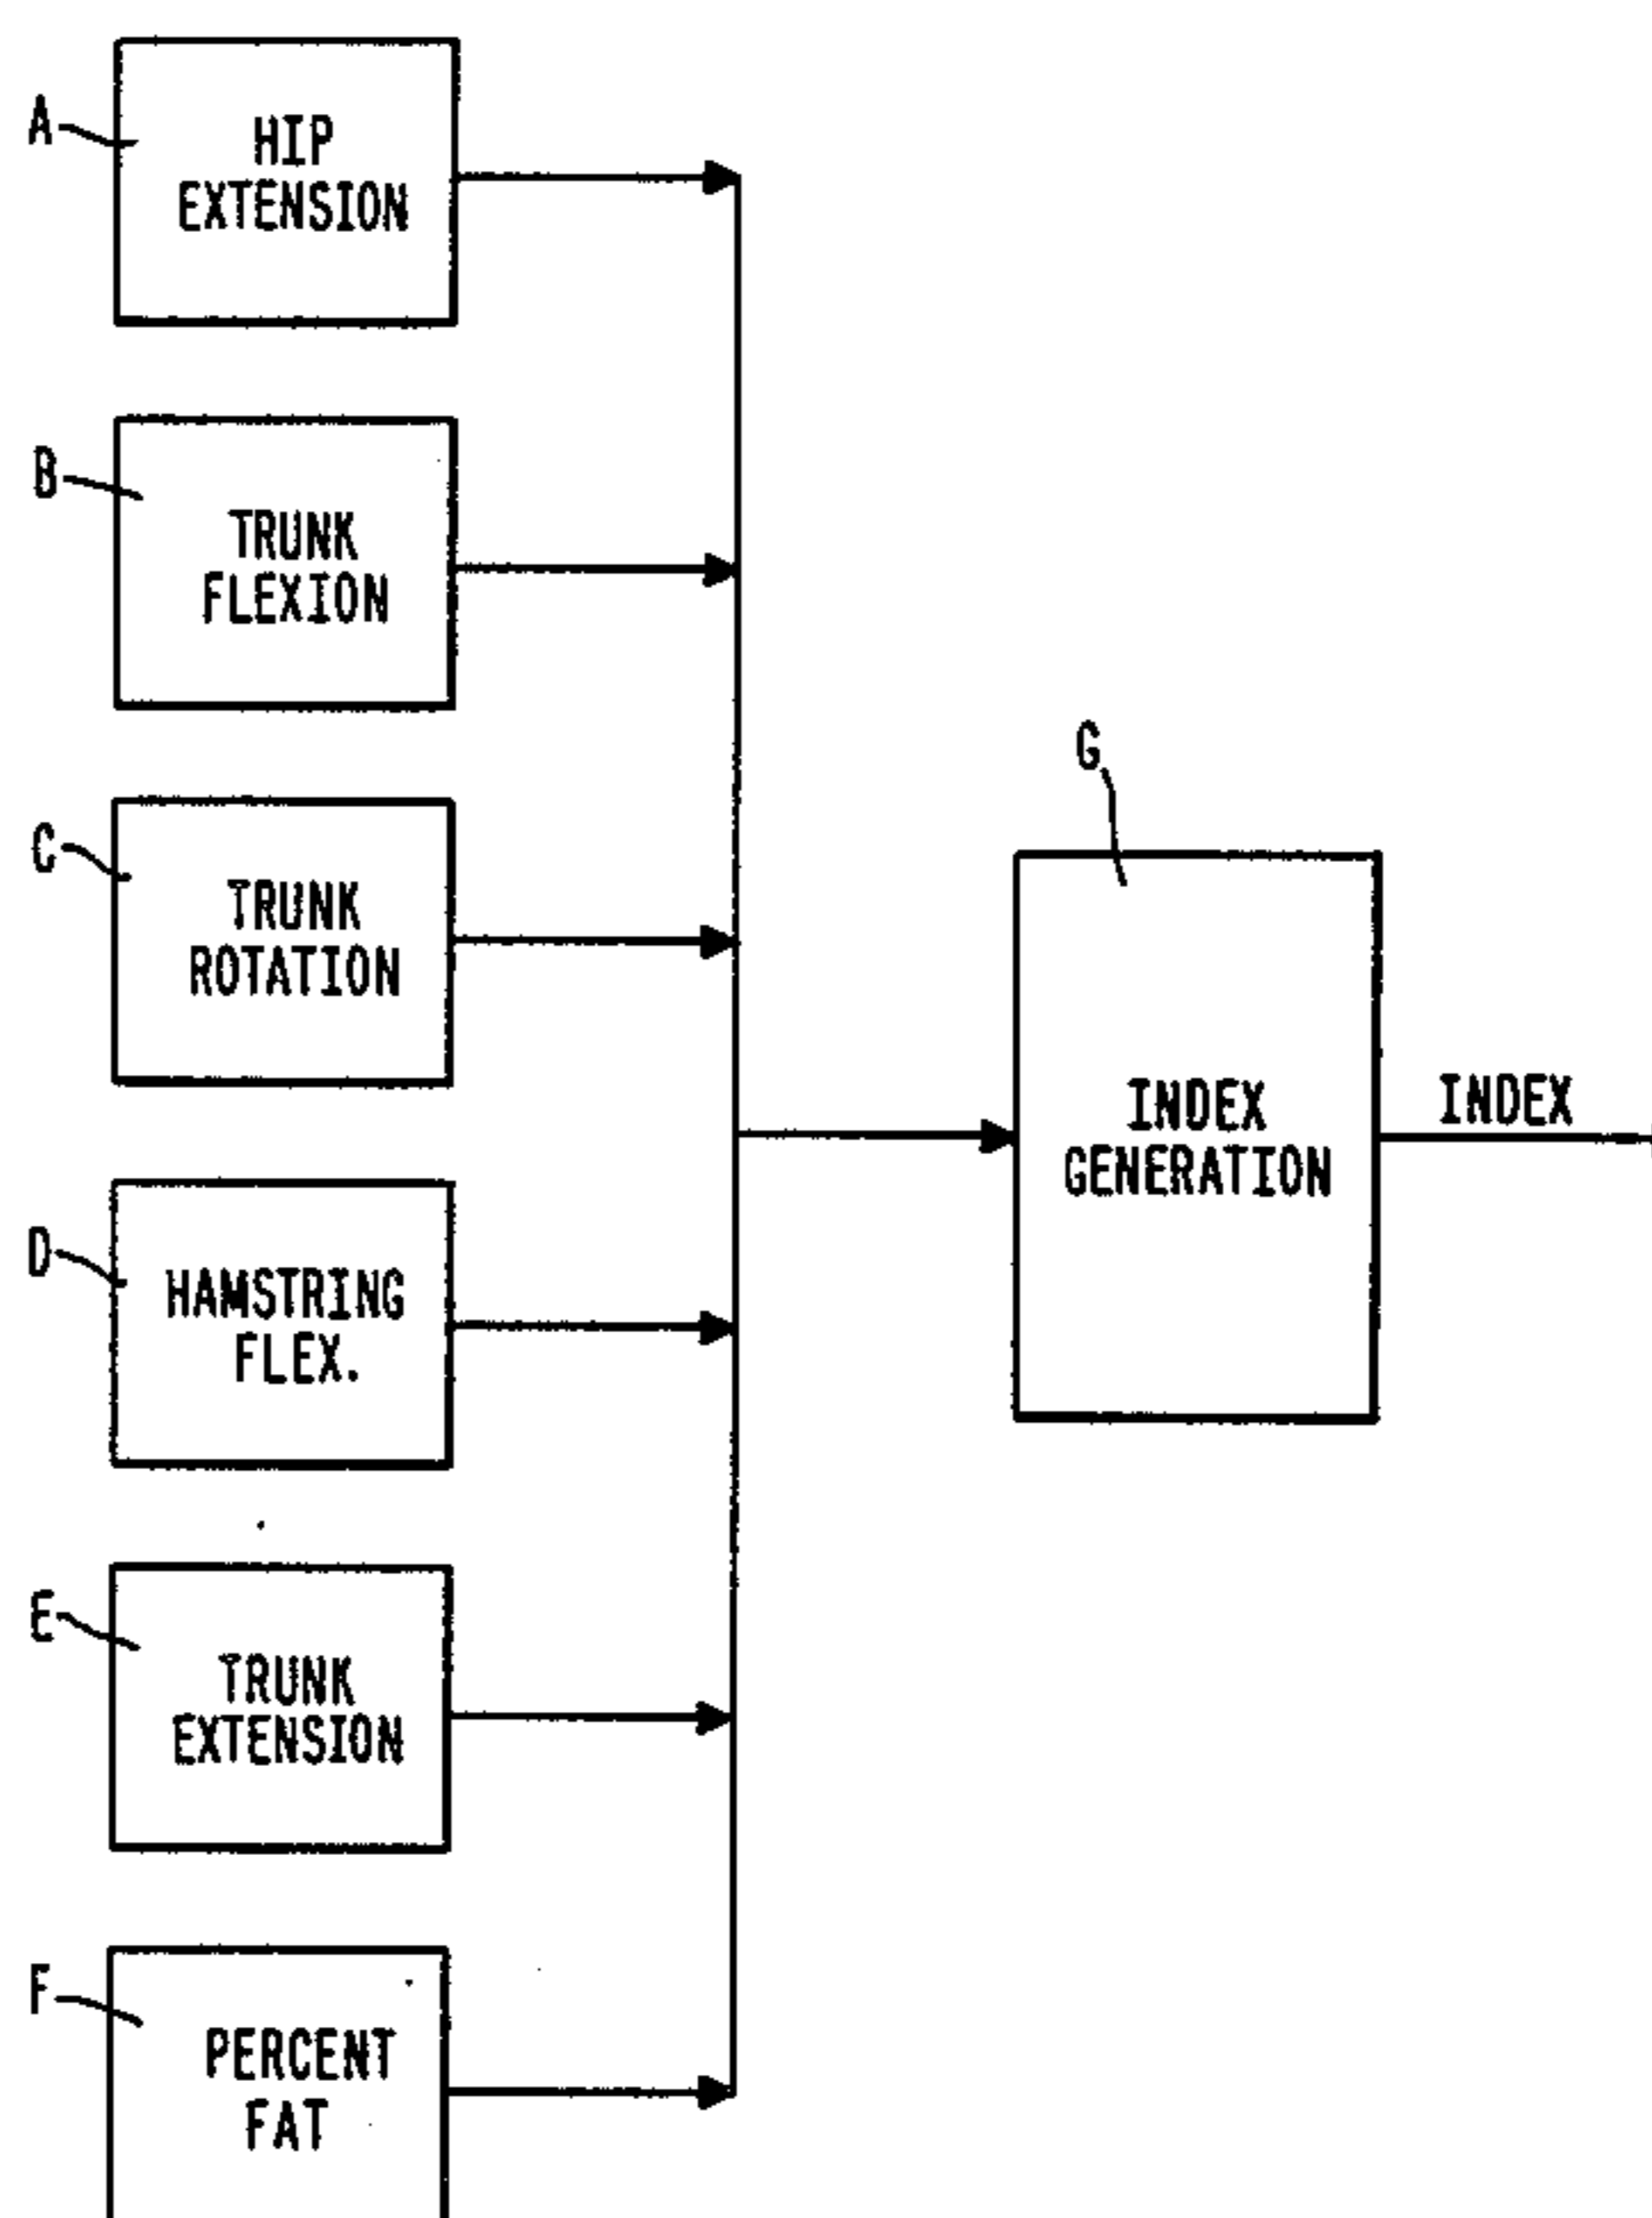 A
HIP
EXTENSION
B
TRUNK
FLEXION
C
TRUNK
ROTATION
D
HAMSTRING
FLEX.
E
TRUNK
EXTENSION
F
PERCENT
FAT
G
INDEX
GENERATION
INDEX